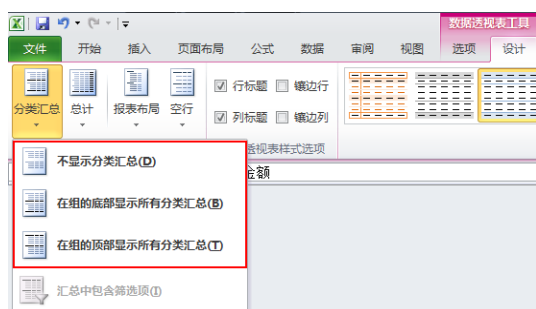 数据透视表工具
文件 开始 插入 页面布局 公式 数据 审阅 视图 选项 设计
分类汇总 总计 报表布局 空行
行标题 镶边行
列标题 镶边列
透视表样式选项
金额
不显示分类汇总(D)
在组的底部显示所有分类汇总(B)
在组的顶部显示所有分类汇总(T)
汇总中包含筛选项(I)